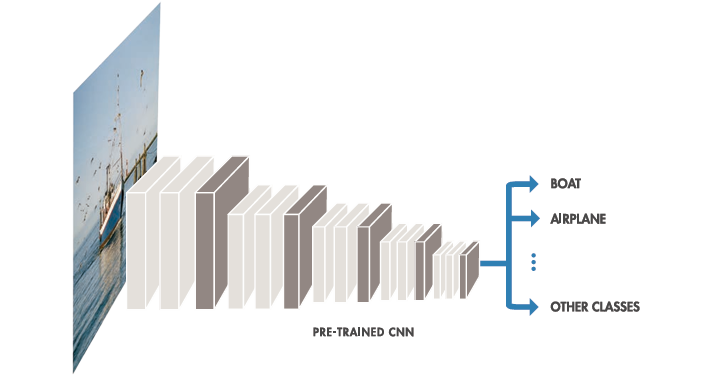 BOAT
AIRPLANE
OTHER CLASSES
PRE-TRAINED CNN